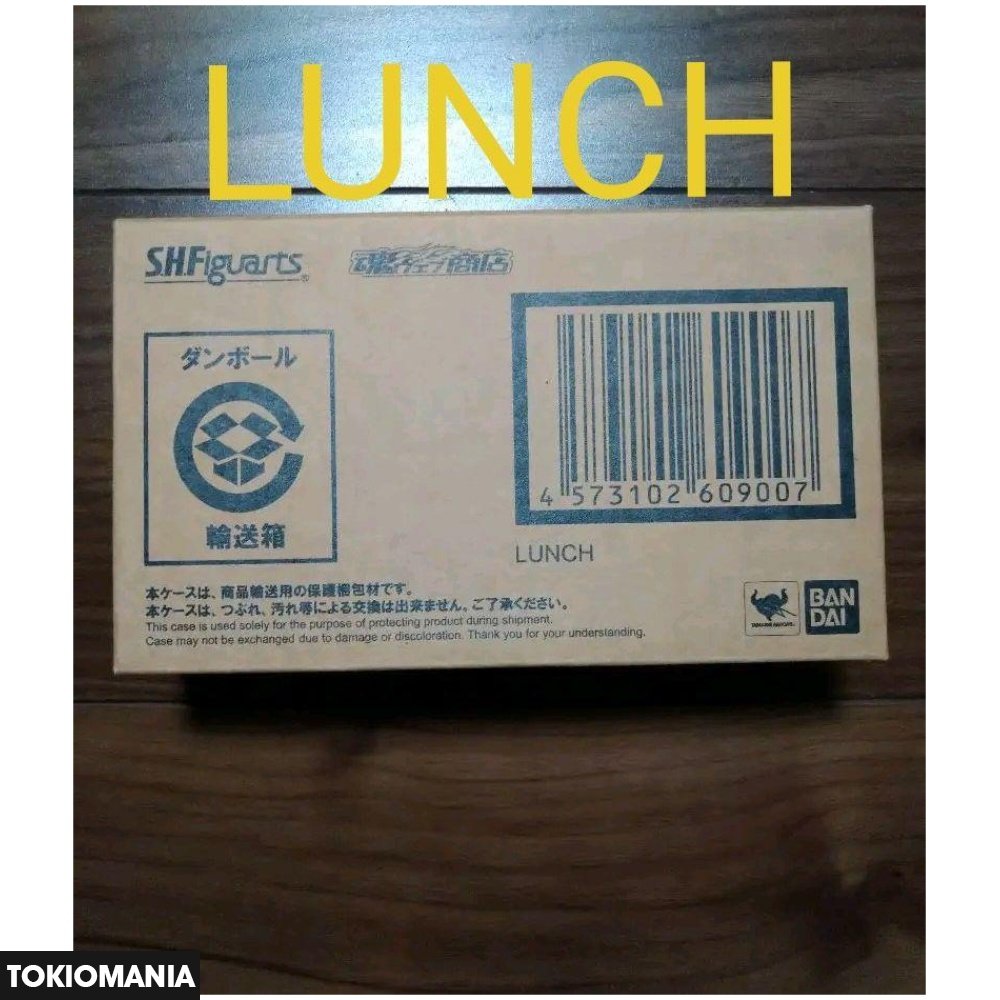 LUNCH
S.H.Figuarts
魂ウェブ商店
ダンボール
輸送箱
4 573102 609007
LUNCH
本ケースは、商品輸送用の保護梱包材です。
本ケースは、つぶれ、汚れ等による交換は出来ません。ご了承ください。
This case is used solely for the purpose of protecting product during shipment.
Case may not be exchanged due to damage or discoloration. Thank you for your understanding.
BAN
DAI
TOKIOMANIA